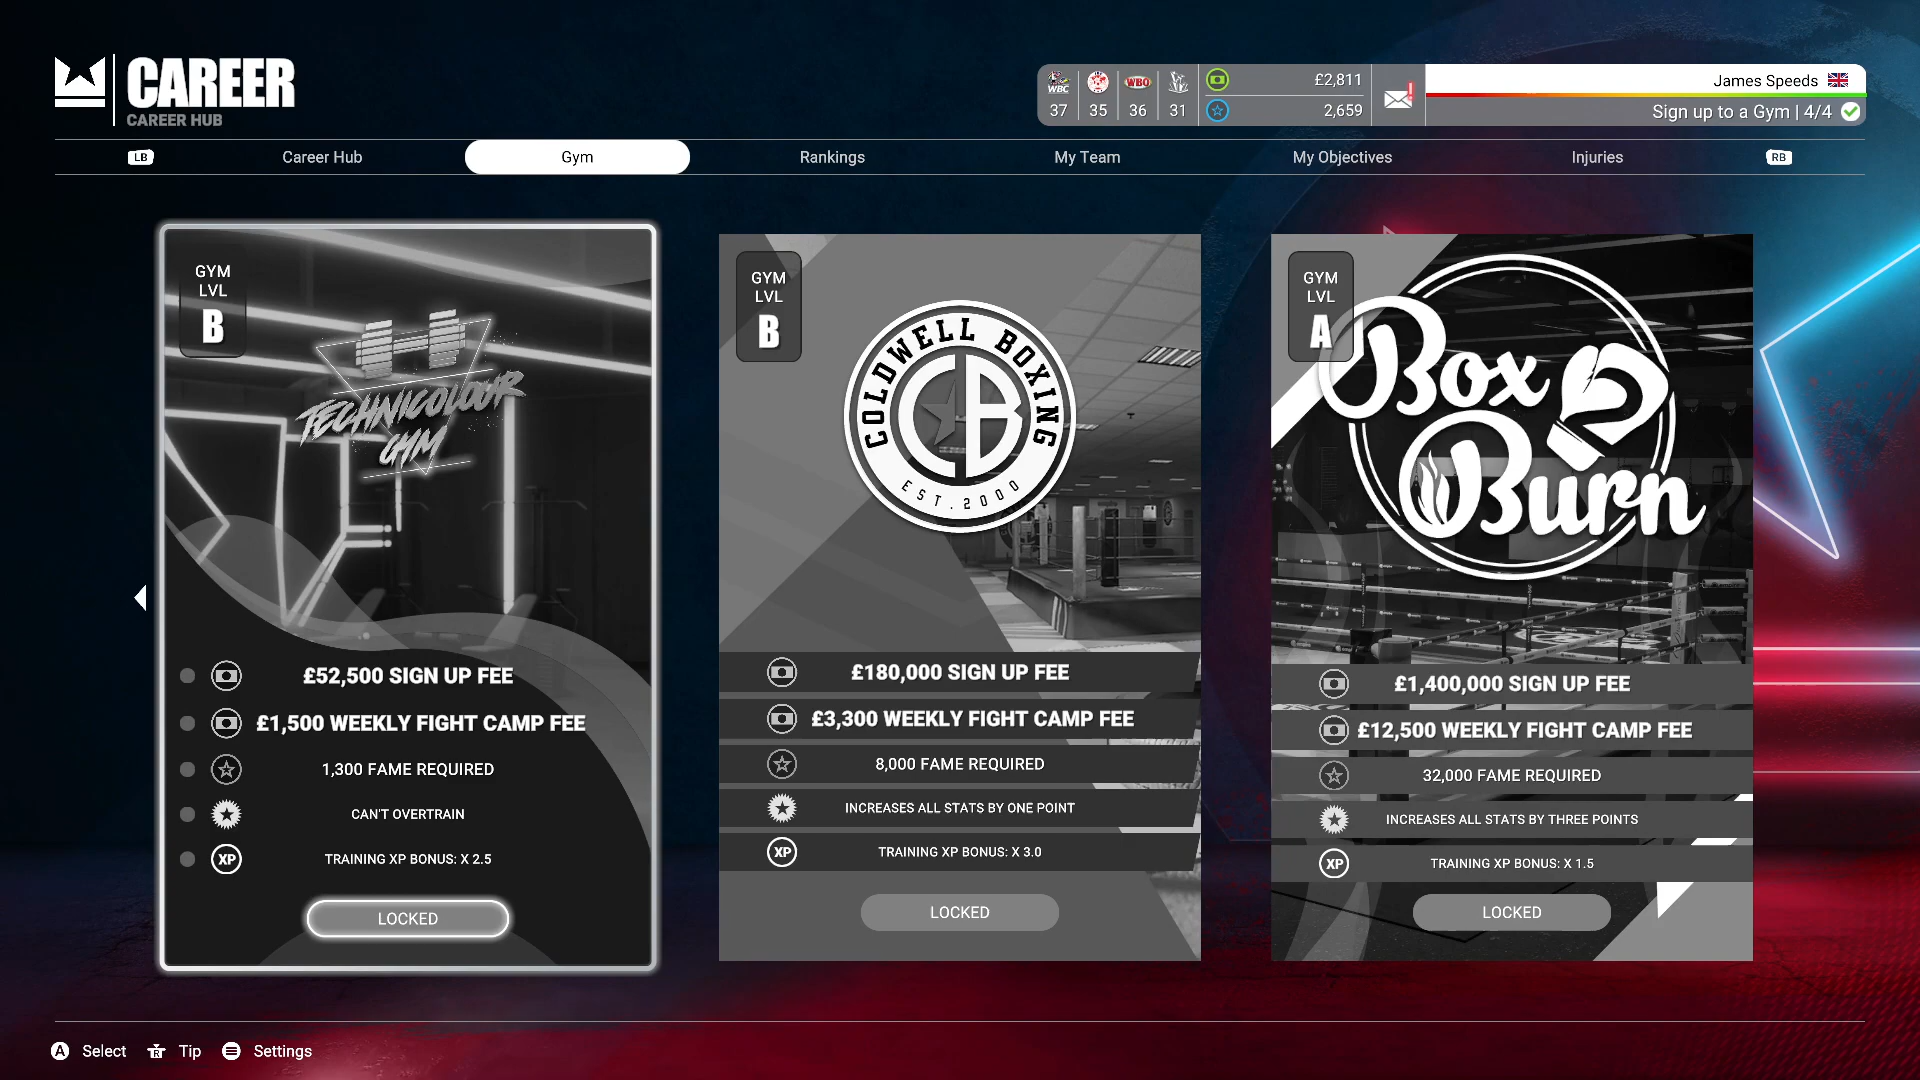 CAREER
CAREER HUB
WBC
WBO
37
35
36
31
£2,811
2,659
James Speeds
Sign up to a Gym | 4/4
LB
Career Hub
Gym
Rankings
My Team
My Objectives
Injuries
RB
GYM
LVL
B
TECHNICOLOUR
GYM
£52,500 SIGN UP FEE
£1,500 WEEKLY FIGHT CAMP FEE
1,300 FAME REQUIRED
CAN'T OVERTRAIN
XP
TRAINING XP BONUS: X 2.5
LOCKED
GYM
LVL
B
COLDWELL BOXING
CB
EST. 2000
£180,000 SIGN UP FEE
£3,300 WEEKLY FIGHT CAMP FEE
8,000 FAME REQUIRED
INCREASES ALL STATS BY ONE POINT
XP
TRAINING XP BONUS: X 3.0
LOCKED
GYM
LVL
A
Box
Burn
£1,400,000 SIGN UP FEE
£12,500 WEEKLY FIGHT CAMP FEE
32,000 FAME REQUIRED
INCREASES ALL STATS BY THREE POINTS
XP
TRAINING XP BONUS: X 1.5
LOCKED
A Select
R Tip
Settings